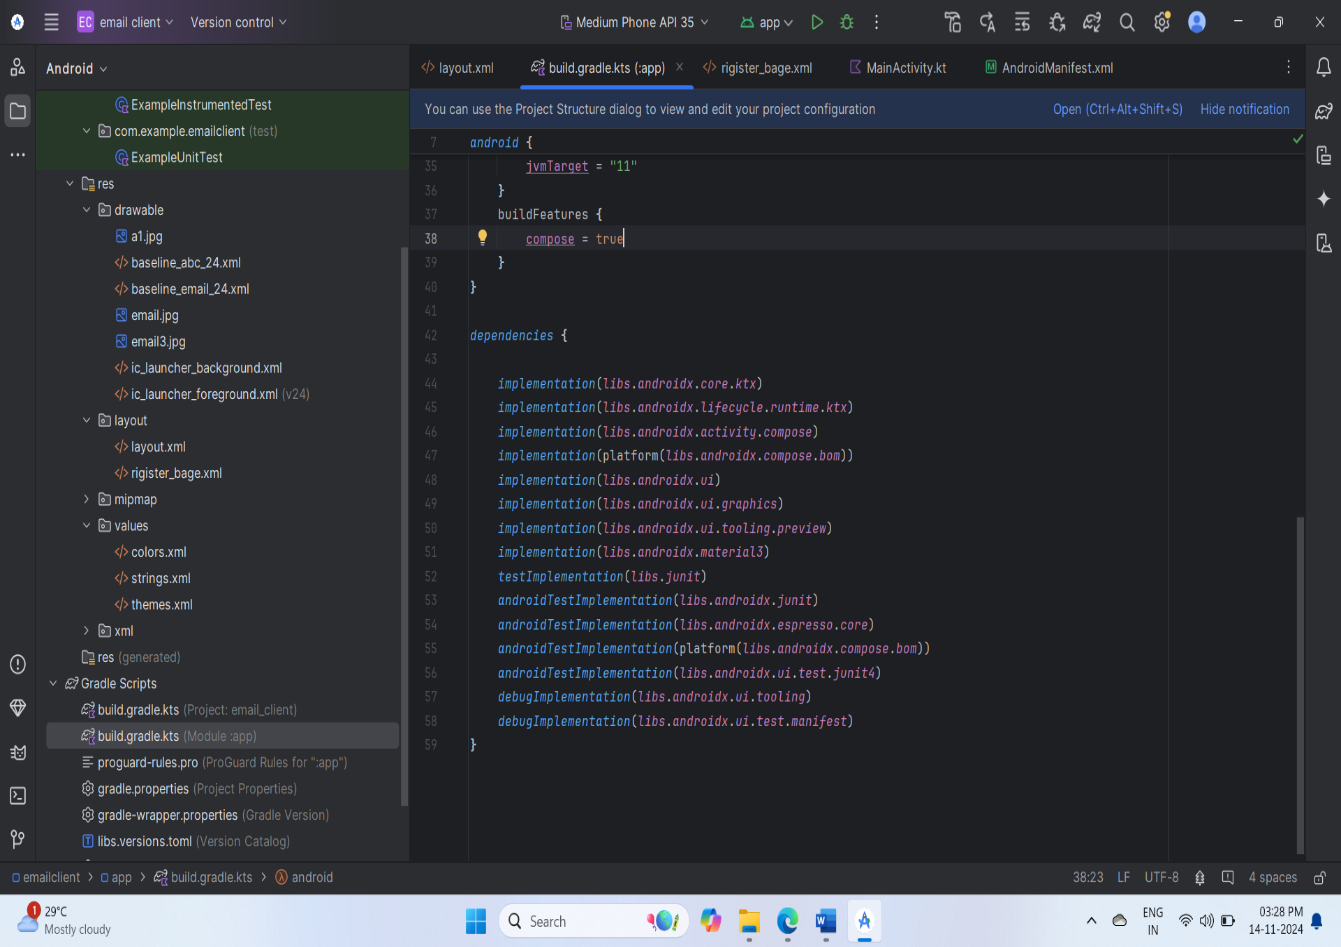 EC email client Version control Medium Phone API 35 app
Android
layout.xml build.gradle.kts (:app) rigister_bage.xml MainActivity.kt AndroidManifest.xml
ExampleInstrumentedTest
com.example.emailclient (test)
ExampleUnitTest
res
drawable
a1.jpg
baseline_abc_24.xml
baseline_email_24.xml
email.jpg
email3.jpg
ic_launcher_background.xml
ic_launcher_foreground.xml (v24)
layout
layout.xml
rigister_bage.xml
mipmap
values
colors.xml
strings.xml
themes.xml
xml
res (generated)
Gradle Scripts
build.gradle.kts (Project: email_client)
build.gradle.kts (Module :app)
proguard-rules.pro (ProGuard Rules for ":app")
gradle.properties (Project Properties)
gradle-wrapper.properties (Gradle Version)
libs.versions.toml (Version Catalog)
You can use the Project Structure dialog to view and edit your project configuration Open (Ctrl+Alt+Shift+S) Hide notification
7 android {
35 jvmTarget = "11"
36 }
37 buildFeatures {
38 compose = true
39 }
40 }
41
42 dependencies {
43
44 implementation(libs.androidx.core.ktx)
45 implementation(libs.androidx.lifecycle.runtime.ktx)
46 implementation(libs.androidx.activity.compose)
47 implementation(platform(libs.androidx.compose.bom))
48 implementation(libs.androidx.ui)
49 implementation(libs.androidx.ui.graphics)
50 implementation(libs.androidx.ui.tooling.preview)
51 implementation(libs.androidx.material3)
52 testImplementation(libs.junit)
53 androidTestImplementation(libs.androidx.junit)
54 androidTestImplementation(libs.androidx.espresso.core)
55 androidTestImplementation(platform(libs.androidx.compose.bom))
56 androidTestImplementation(libs.androidx.ui.test.junit4)
57 debugImplementation(libs.androidx.ui.tooling)
58 debugImplementation(libs.androidx.ui.test.manifest)
59 }
emailclient > app > build.gradle.kts > android 38:23 LF UTF-8 4 spaces
1 29°C
Mostly cloudy
Search
ENG
IN
03:28 PM
14-11-2024